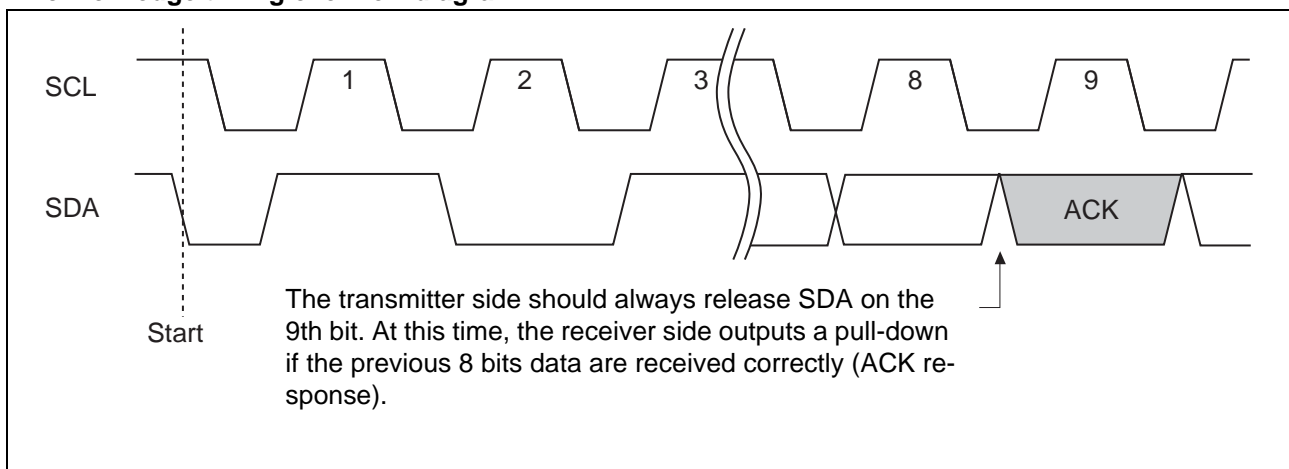 SCL
1
2
3
8
9
SDA
ACK
Start
The transmitter side should always release SDA on the
9th bit. At this time, the receiver side outputs a pull-down
if the previous 8 bits data are received correctly (ACK re-
sponse).